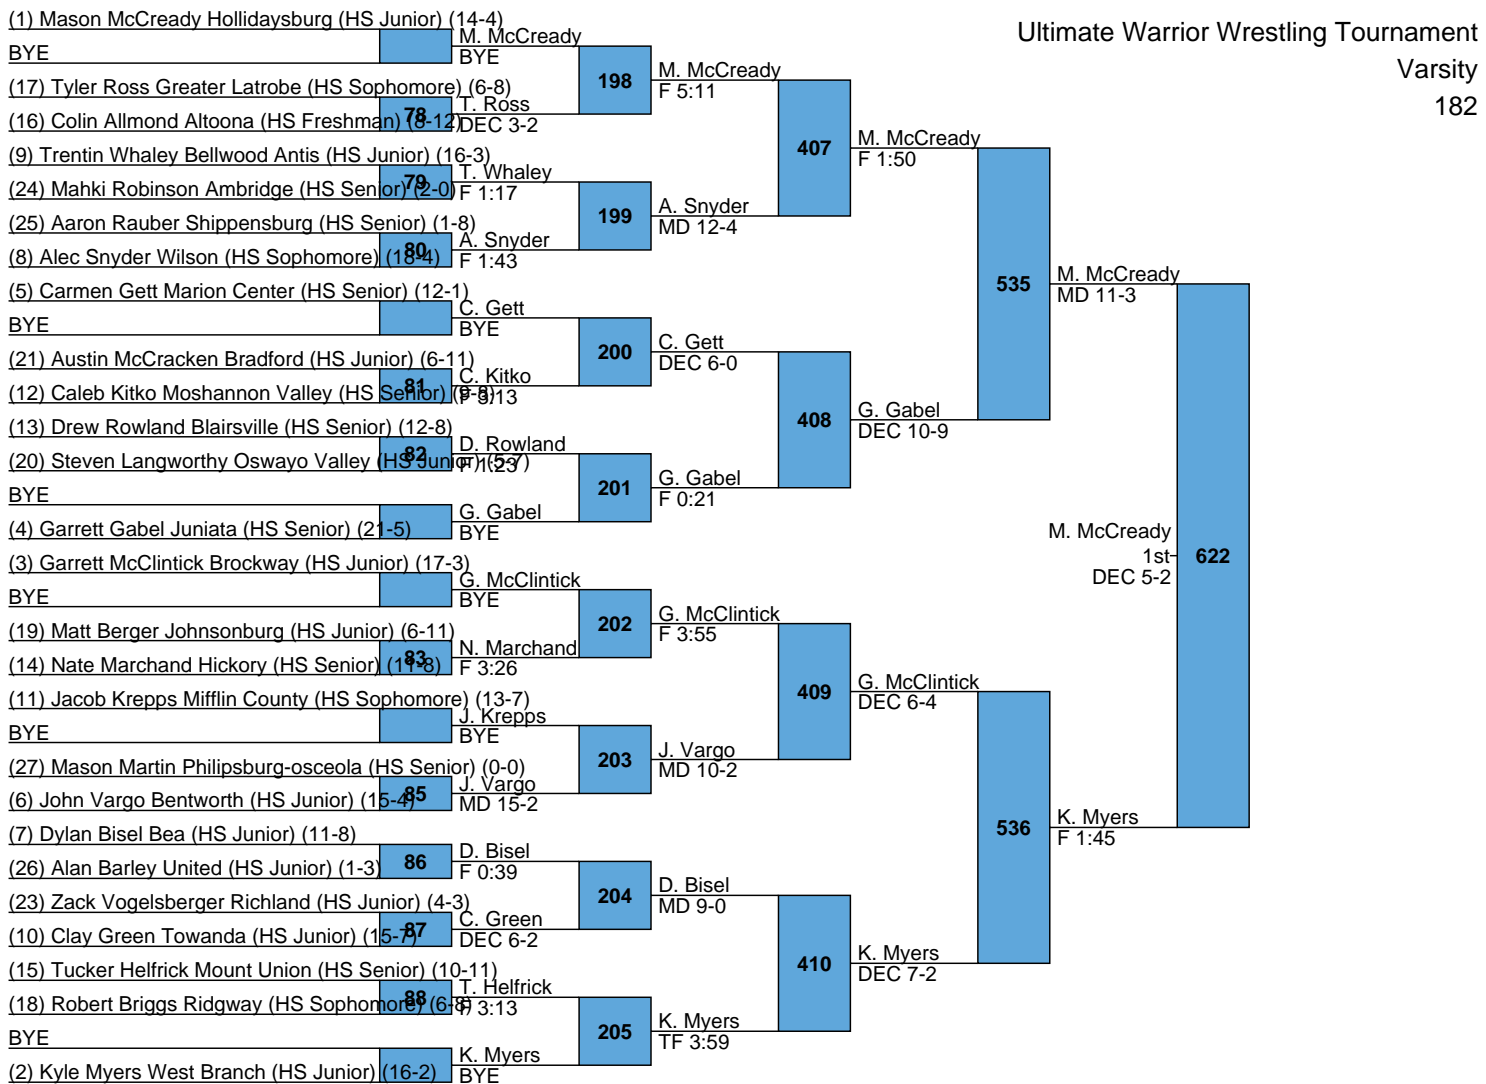 Ultimate Warrior Wrestling Tournament
Varsity
182
(1) Mason McCready Hollidaysburg (HS Junior) (14-4)
BYE
(17) Tyler Ross Greater Latrobe (HS Sophomore) (6-8)
78
(16) Colin Allmond Altoona (HS Freshman) (8-12)
(9) Trentin Whaley Bellwood Antis (HS Junior) (16-3)
79
(24) Mahki Robinson Ambridge (HS Senior) (2-0)
(25) Aaron Rauber Shippensburg (HS Senior) (1-8)
80
(8) Alec Snyder Wilson (HS Sophomore) (18-4)
(5) Carmen Gett Marion Center (HS Senior) (12-1)
BYE
(21) Austin McCracken Bradford (HS Junior) (6-11)
81
(12) Caleb Kitko Moshannon Valley (HS Senior)
(13) Drew Rowland Blairsville (HS Senior) (12-8)
82
(20) Steven Langworthy Oswayo Valley (HS Junior) (5-7)
BYE
(4) Garrett Gabel Juniata (HS Senior) (21-5)
(3) Garrett McClintick Brockway (HS Junior) (17-3)
BYE
(19) Matt Berger Johnsonburg (HS Junior) (6-11)
83
(14) Nate Marchand Hickory (HS Senior) (11-8)
(11) Jacob Krepps Mifflin County (HS Sophomore) (13-7)
BYE
(27) Mason Martin Philipsburg-osceola (HS Senior) (0-0)
85
(6) John Vargo Bentworth (HS Junior) (15-4)
(7) Dylan Bisel Bea (HS Junior) (11-8)
86
(26) Alan Barley United (HS Junior) (1-3)
(23) Zack Vogelsberger Richland (HS Junior) (4-3)
87
(10) Clay Green Towanda (HS Junior) (15-7)
(15) Tucker Helfrick Mount Union (HS Senior) (10-11)
88
(18) Robert Briggs Ridgway (HS Sophomore) (6-8)
BYE
(2) Kyle Myers West Branch (HS Junior) (16-2)
M. McCready
BYE
198
T. Ross
DEC 3-2
T. Whaley
F 1:17
199
A. Snyder
F 1:43
C. Gett
BYE
200
C. Kitko
F 3:13
D. Rowland
F 1:23
201
G. Gabel
BYE
G. McClintick
BYE
202
N. Marchand
F 3:26
J. Krepps
BYE
203
J. Vargo
MD 15-2
D. Bisel
F 0:39
204
C. Green
DEC 6-2
T. Helfrick
F 3:13
205
K. Myers
BYE
M. McCready
F 5:11
407
A. Snyder
MD 12-4
C. Gett
DEC 6-0
408
G. Gabel
F 0:21
G. McClintick
F 3:55
409
J. Vargo
MD 10-2
D. Bisel
MD 9-0
410
K. Myers
TF 3:59
M. McCready
F 1:50
535
G. Gabel
DEC 10-9
G. McClintick
DEC 6-4
536
K. Myers
DEC 7-2
M. McCready
MD 11-3
622
K. Myers
F 1:45
M. McCready
1st
DEC 5-2